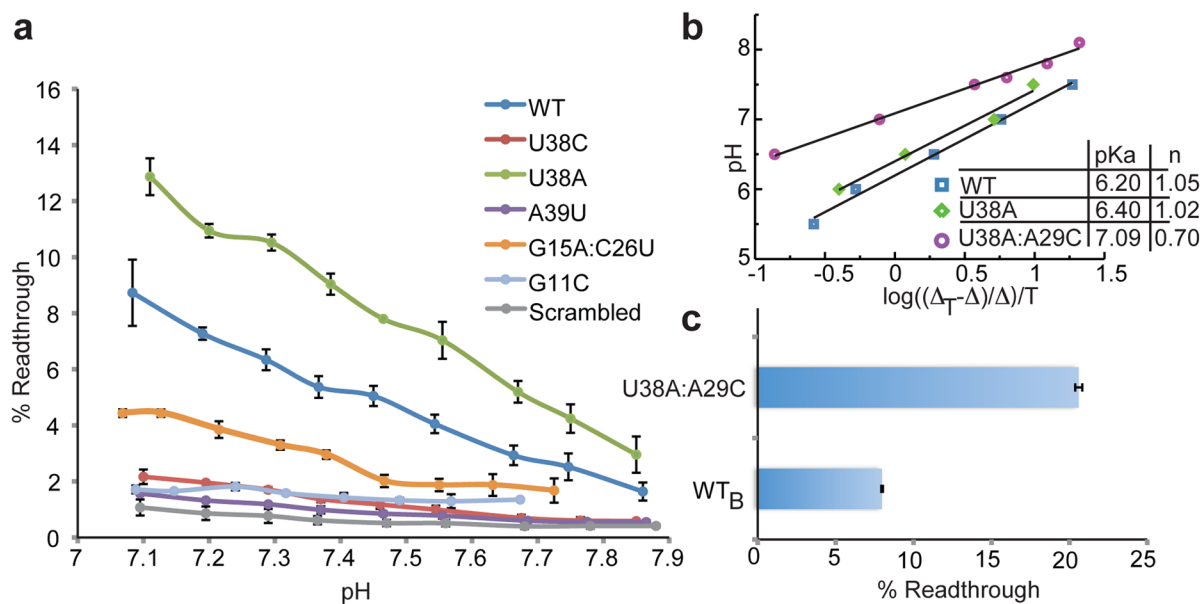 a
16
14
12
10
8
6
4
2
0
% Readthrough
7
7.1
7.2
7.3
7.4
7.5
7.6
7.7
7.8
7.9
pH
WT
U38C
U38A
A39U
G15A:C26U
G11C
Scrambled
b
8
7
6
5
pH
-1
-0.5
0
0.5
1
1.5
log((Δ_T-Δ)/Δ)/T
pKa n
WT 6.20 1.05
U38A 6.40 1.02
U38A:A29C 7.09 0.70
c
U38A:A29C
WT_B
0
5
10
15
20
25
% Readthrough